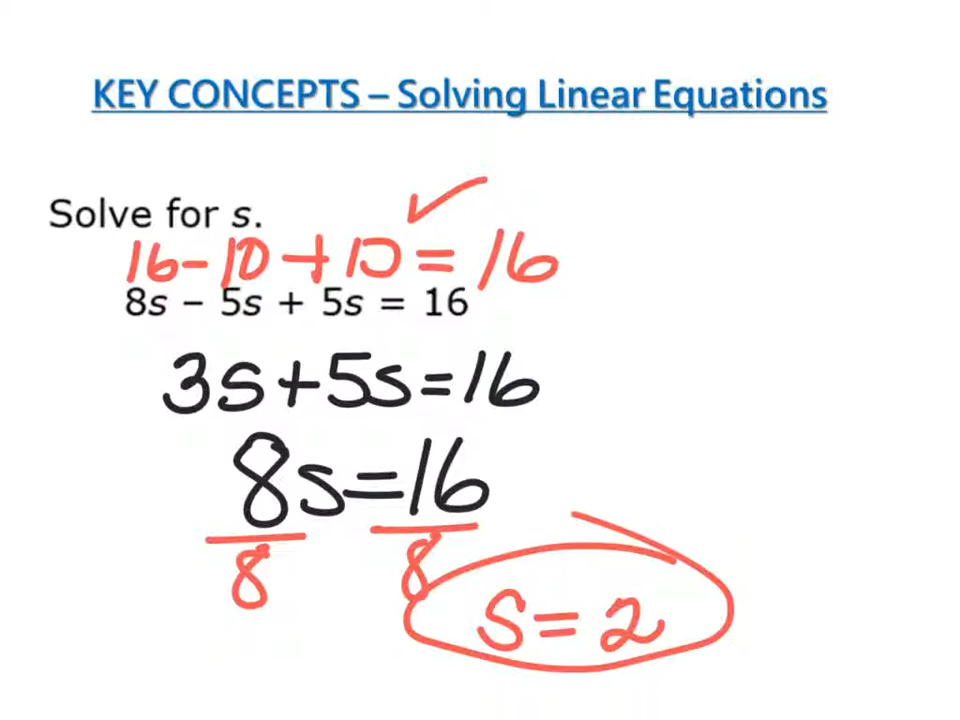 KEY CONCEPTS – Solving Linear Equations
Solve for s.
16-10+10=16
8s – 5s + 5s = 16
3s+5s=16
8s=16
8 8
s=2